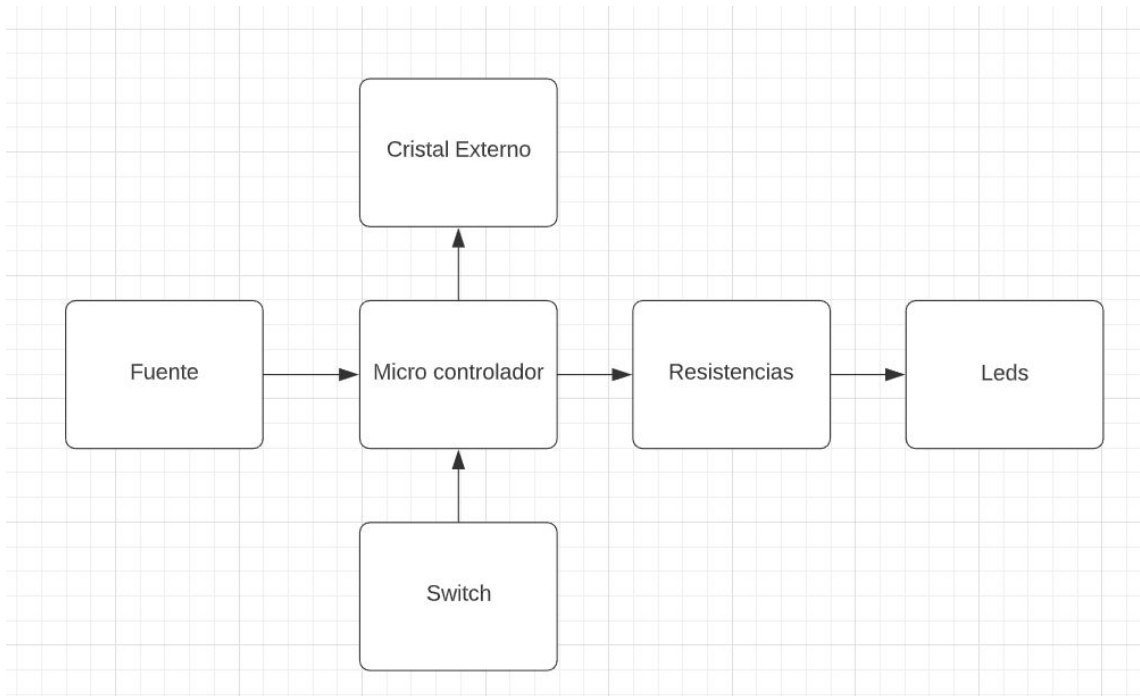 Cristal Externo
Fuente
Micro controlador
Resistencias
Leds
Switch